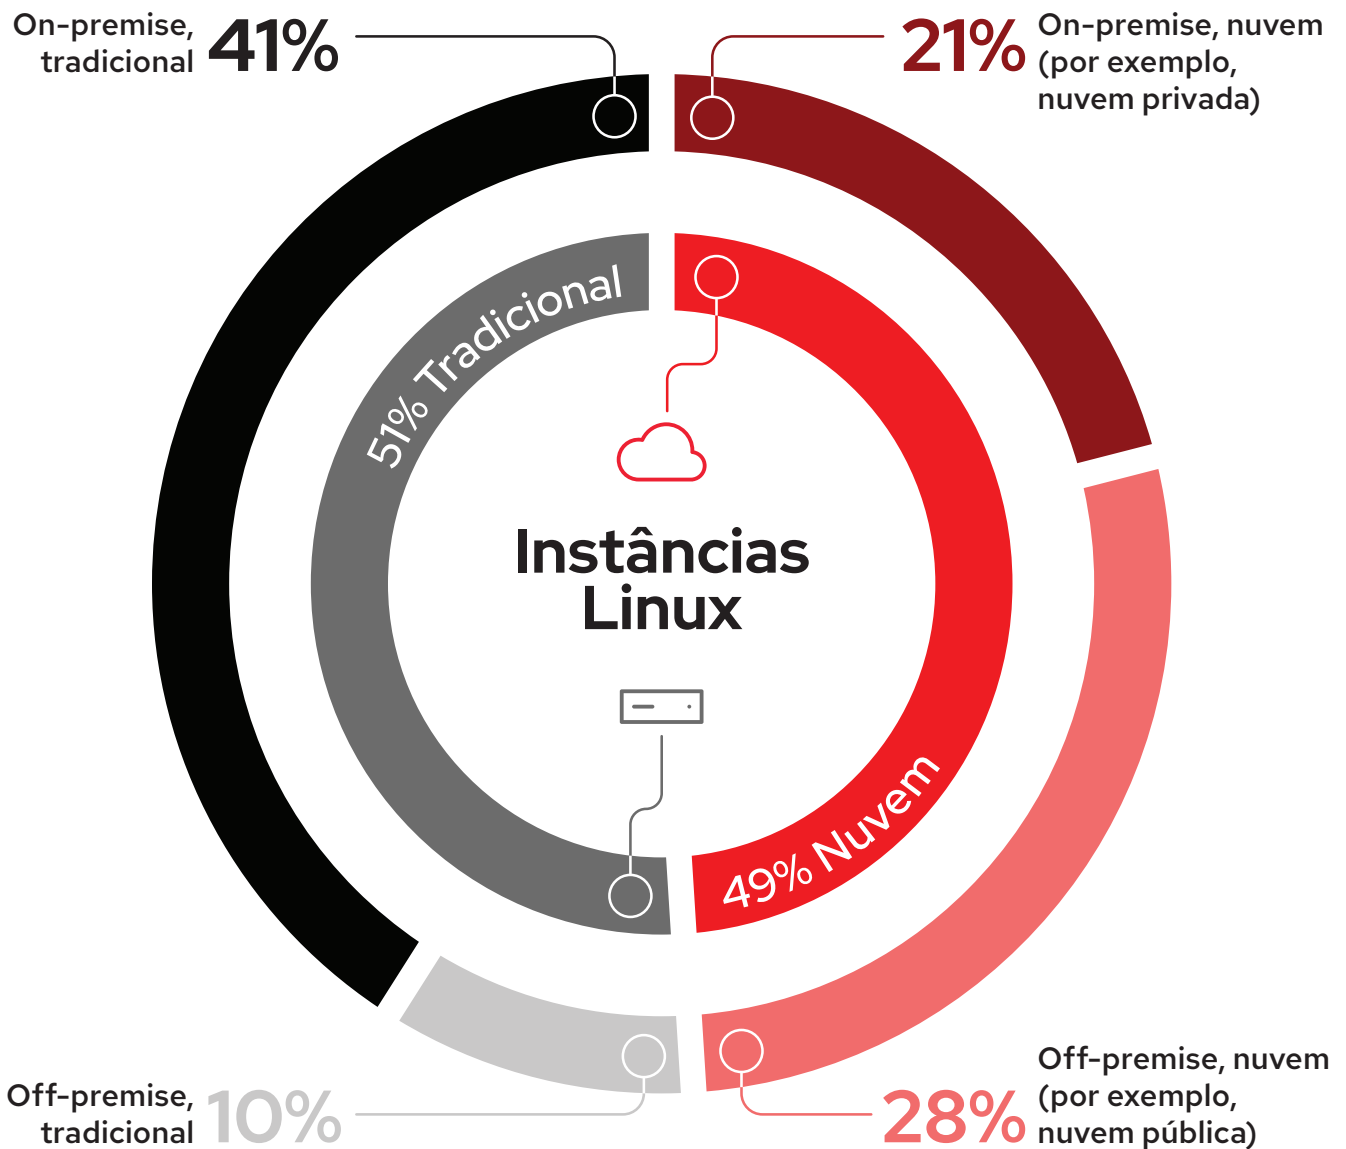 On-premise,
tradicional
41%
21%
On-premise, nuvem
(por exemplo,
nuvem privada)
51% Tradicional
Instâncias
Linux
49% Nuvem
Off-premise,
tradicional
10%
28%
Off-premise, nuvem
(por exemplo,
nuvem pública)